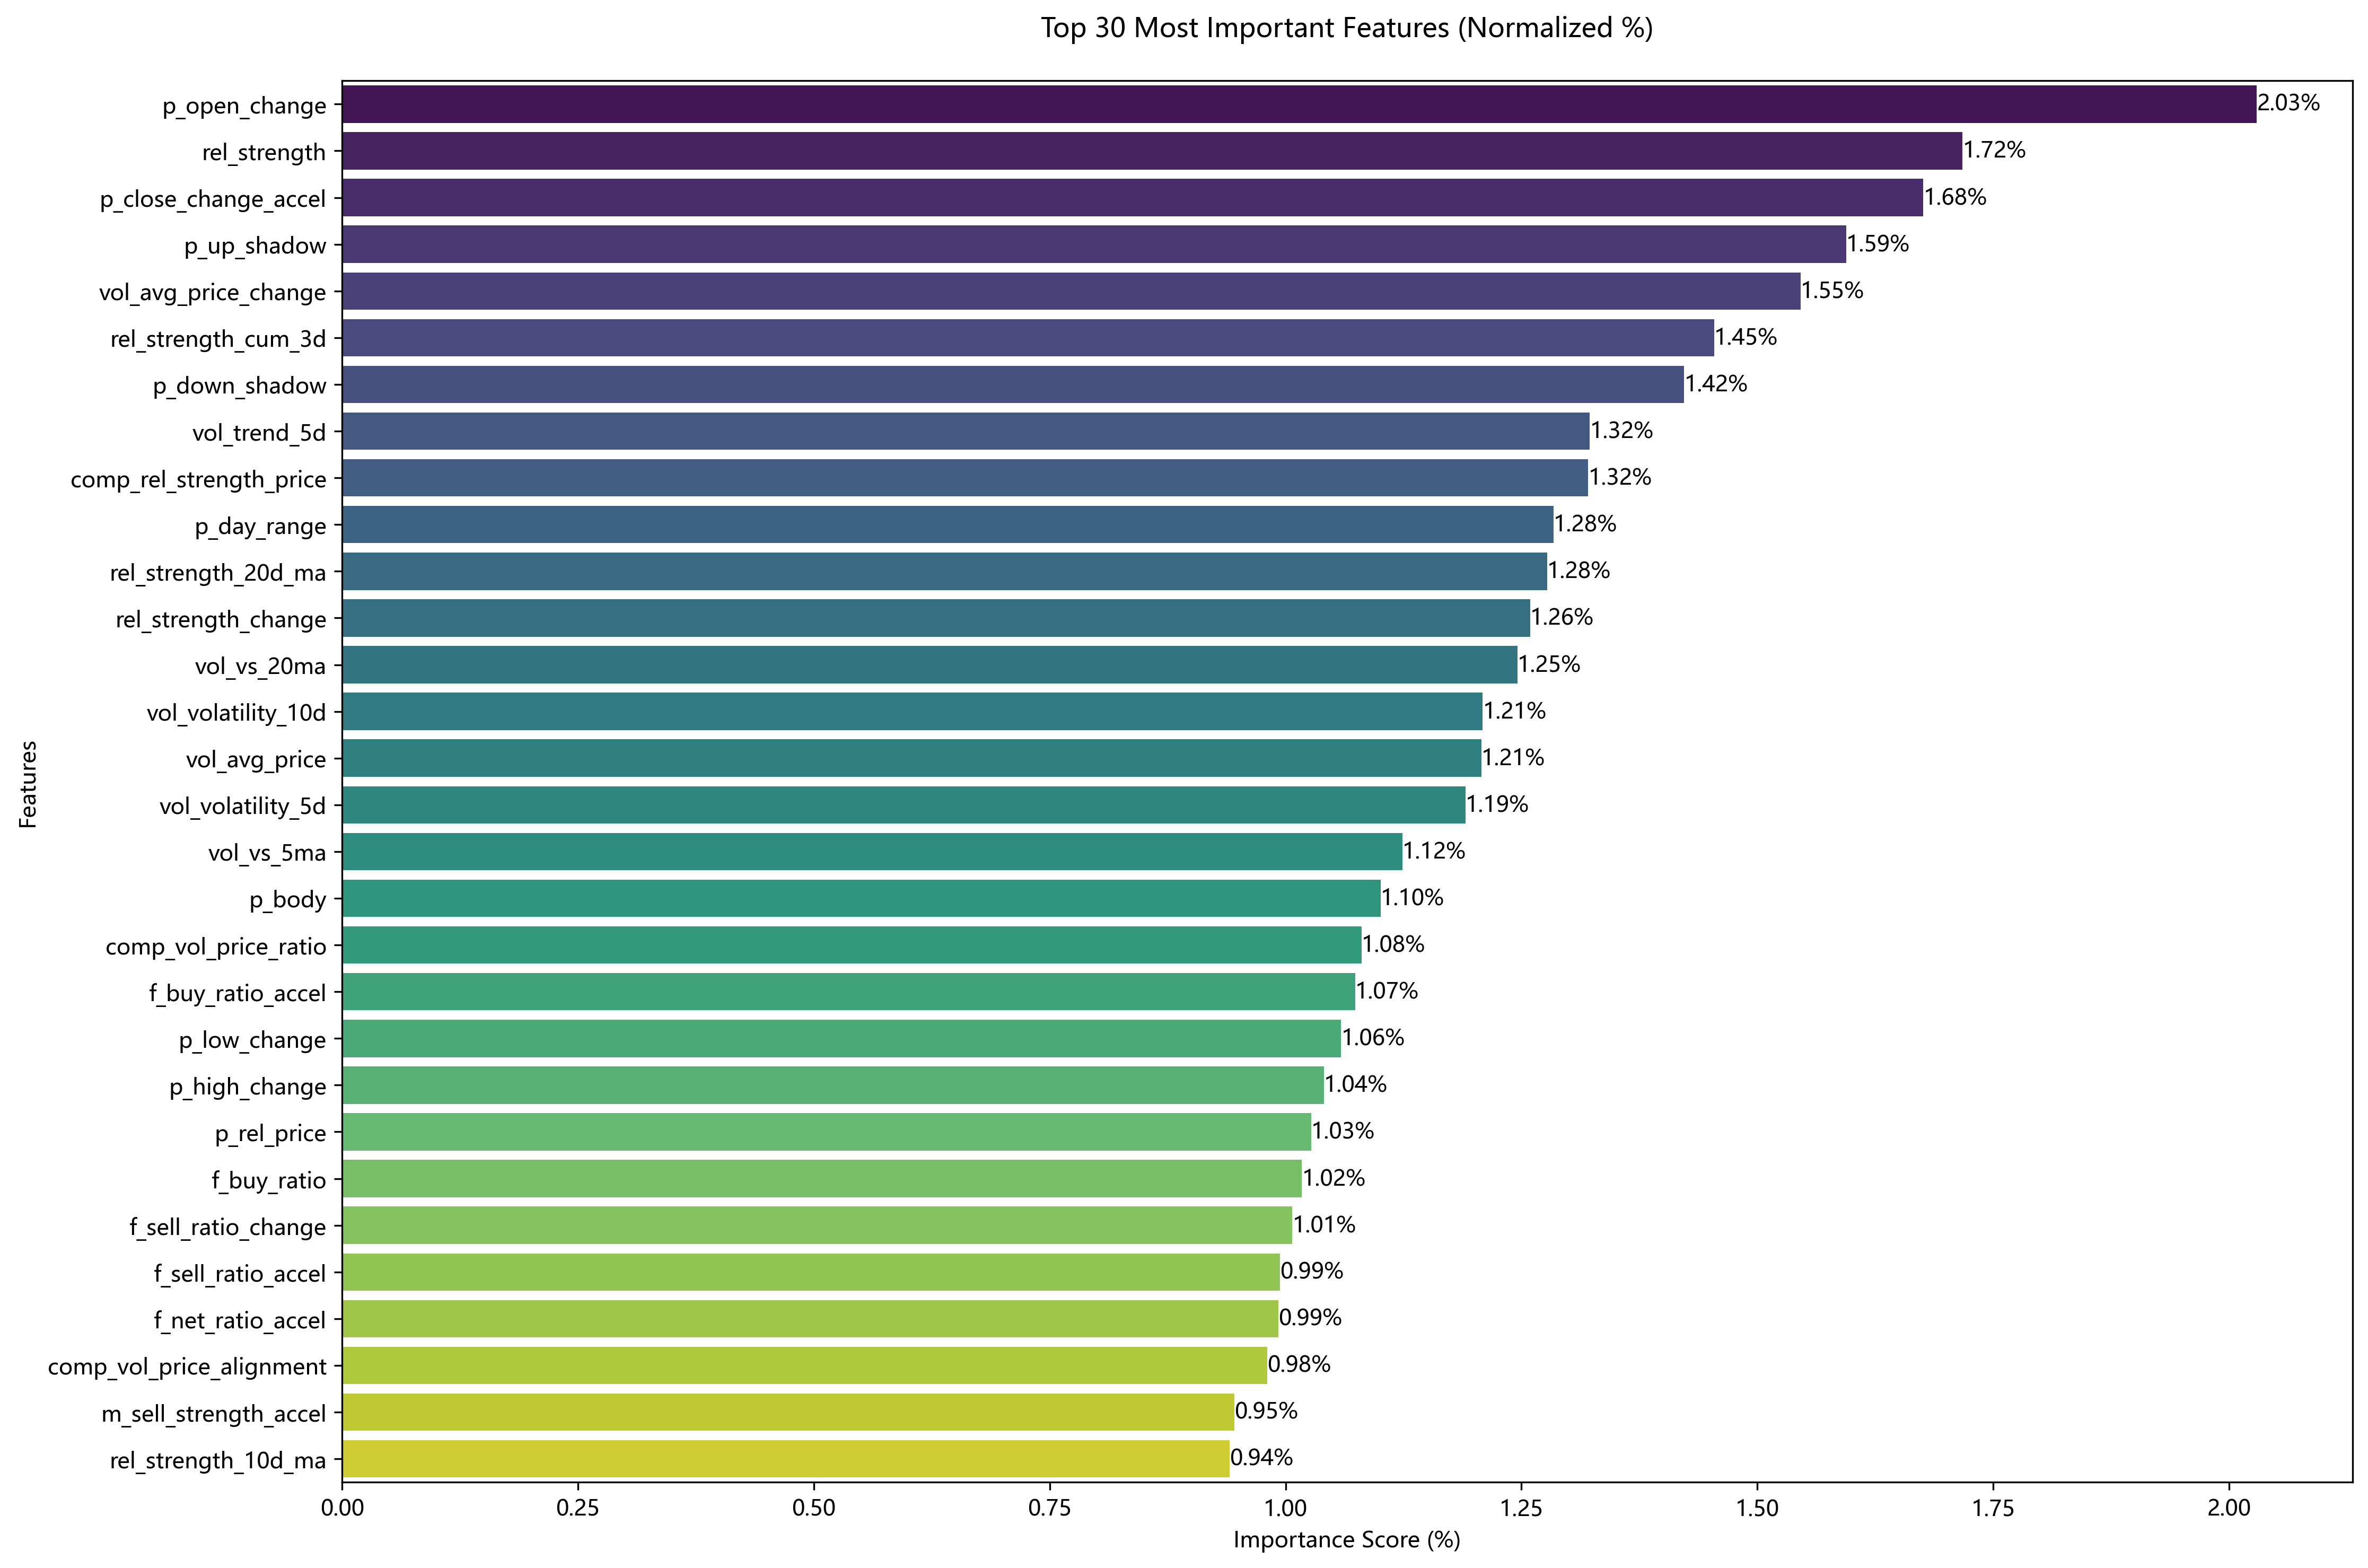 Top 30 Most Important Features (Normalized %)
p_open_change 2.03%
rel_strength 1.72%
p_close_change_accel 1.68%
p_up_shadow 1.59%
vol_avg_price_change 1.55%
rel_strength_cum_3d 1.45%
p_down_shadow 1.42%
vol_trend_5d 1.32%
comp_rel_strength_price 1.32%
p_day_range 1.28%
rel_strength_20d_ma 1.28%
rel_strength_change 1.26%
vol_vs_20ma 1.25%
vol_volatility_10d 1.21%
vol_avg_price 1.21%
vol_volatility_5d 1.19%
vol_vs_5ma 1.12%
p_body 1.10%
comp_vol_price_ratio 1.08%
f_buy_ratio_accel 1.07%
p_low_change 1.06%
p_high_change 1.04%
p_rel_price 1.03%
f_buy_ratio 1.02%
f_sell_ratio_change 1.01%
f_sell_ratio_accel 0.99%
f_net_ratio_accel 0.99%
comp_vol_price_alignment 0.98%
m_sell_strength_accel 0.95%
rel_strength_10d_ma 0.94%
Features
0.00 0.25 0.50 0.75 1.00 1.25 1.50 1.75 2.00
Importance Score (%)